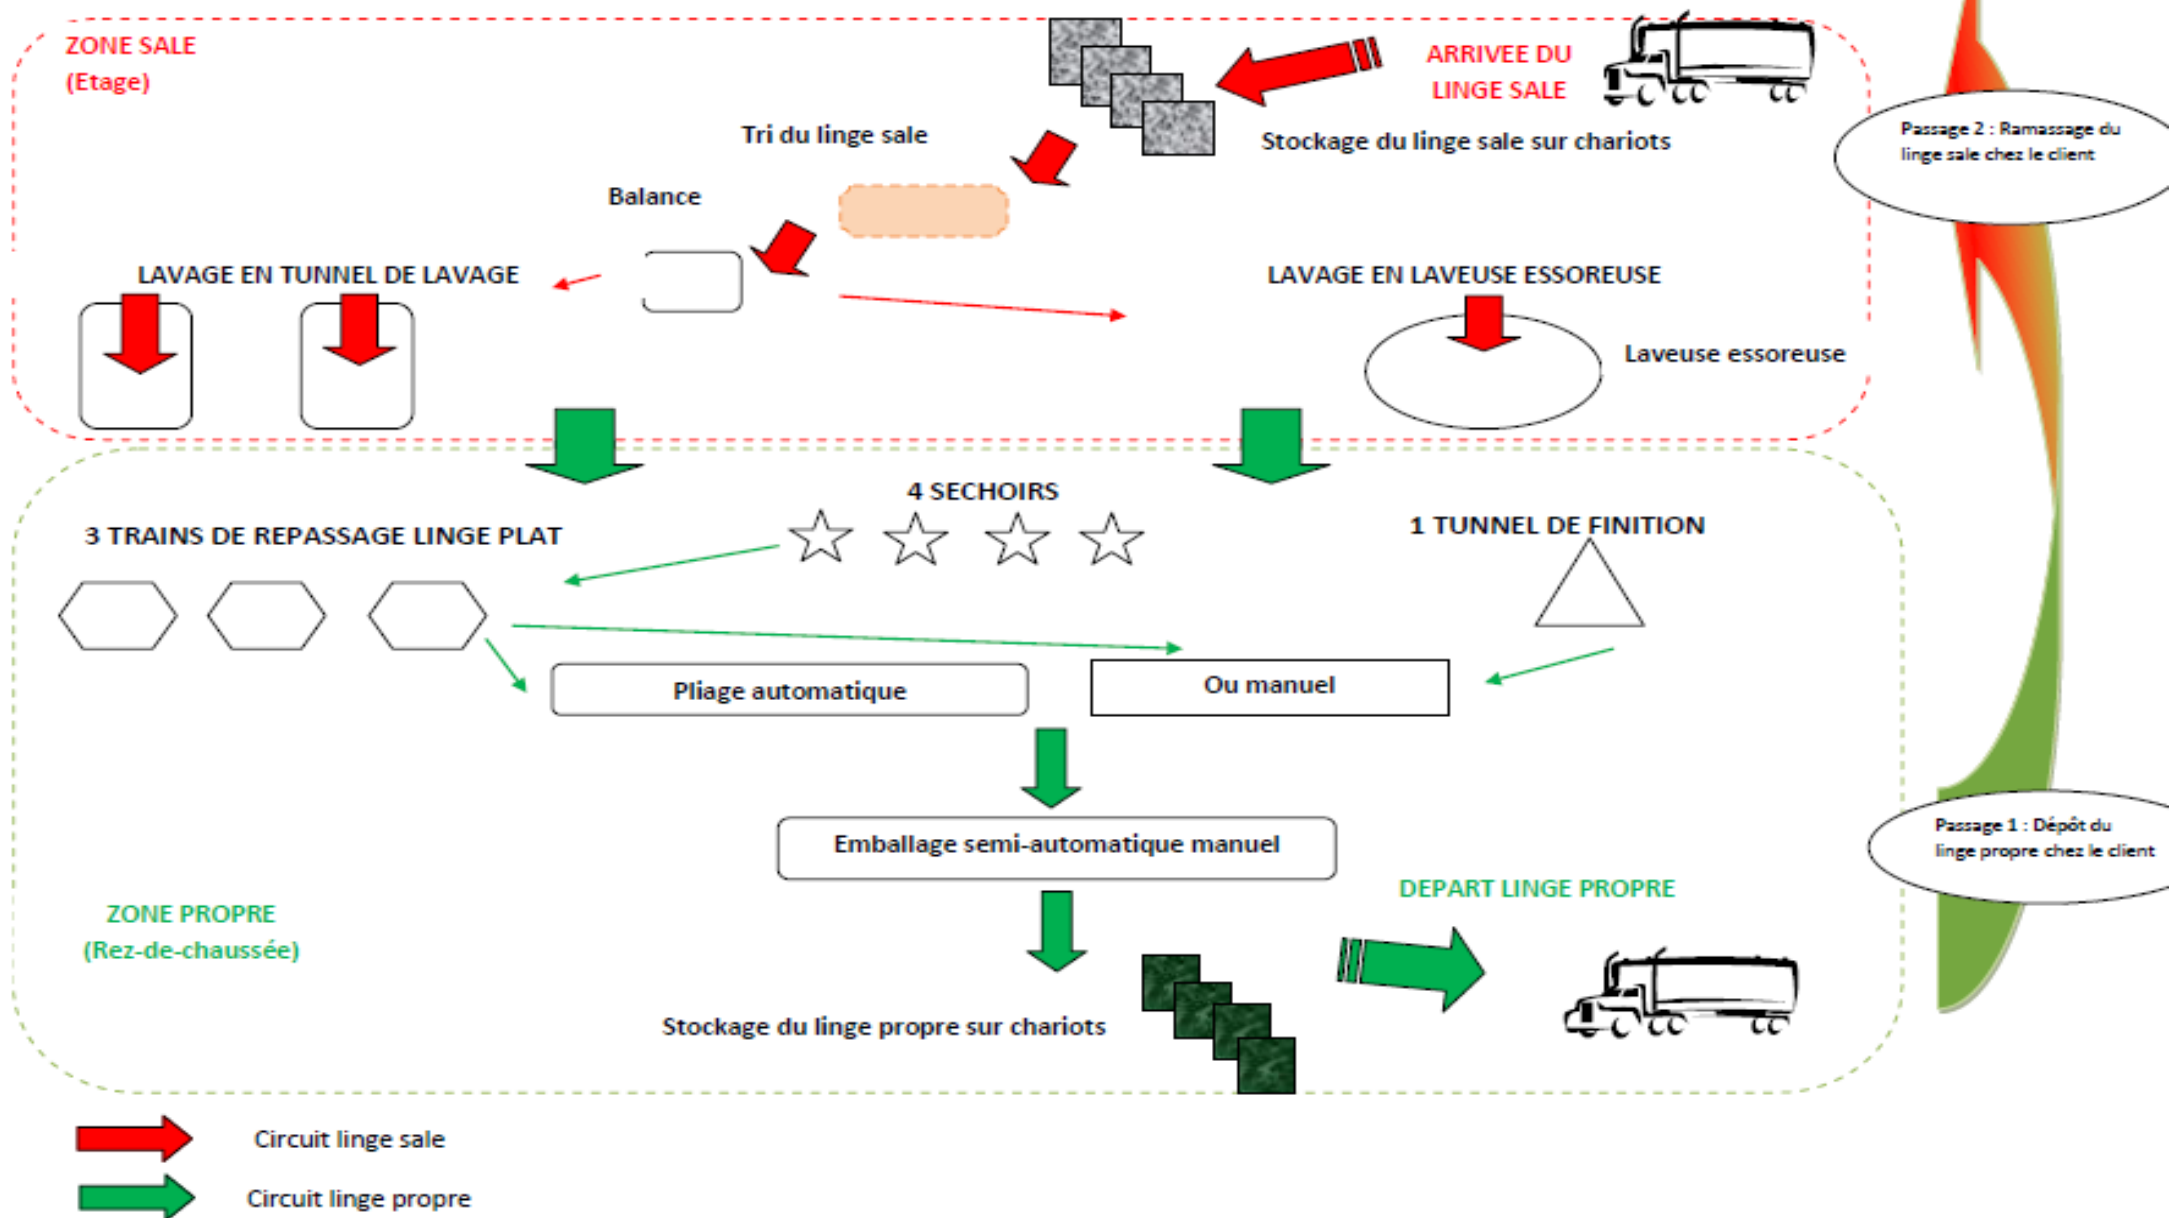 ZONE SALE
(Etage)
ARRIVEE DU
LINGE SALE
Tri du linge sale
Stockage du linge sale sur chariots
Passage 2 : Ramassage du
linge sale chez le client
Balance
LAVAGE EN TUNNEL DE LAVAGE
LAVAGE EN LAVEUSE ESSOREUSE
Laveuse essoreuse
4 SECHOIRS
3 TRAINS DE REPASSAGE LINGE PLAT
1 TUNNEL DE FINITION
Pliage automatique
Ou manuel
Emballage semi-automatique manuel
Passage 1 : Dépôt du
linge propre chez le client
DEPART LINGE PROPRE
ZONE PROPRE
(Rez-de-chaussée)
Stockage du linge propre sur chariots
Circuit linge sale
Circuit linge propre